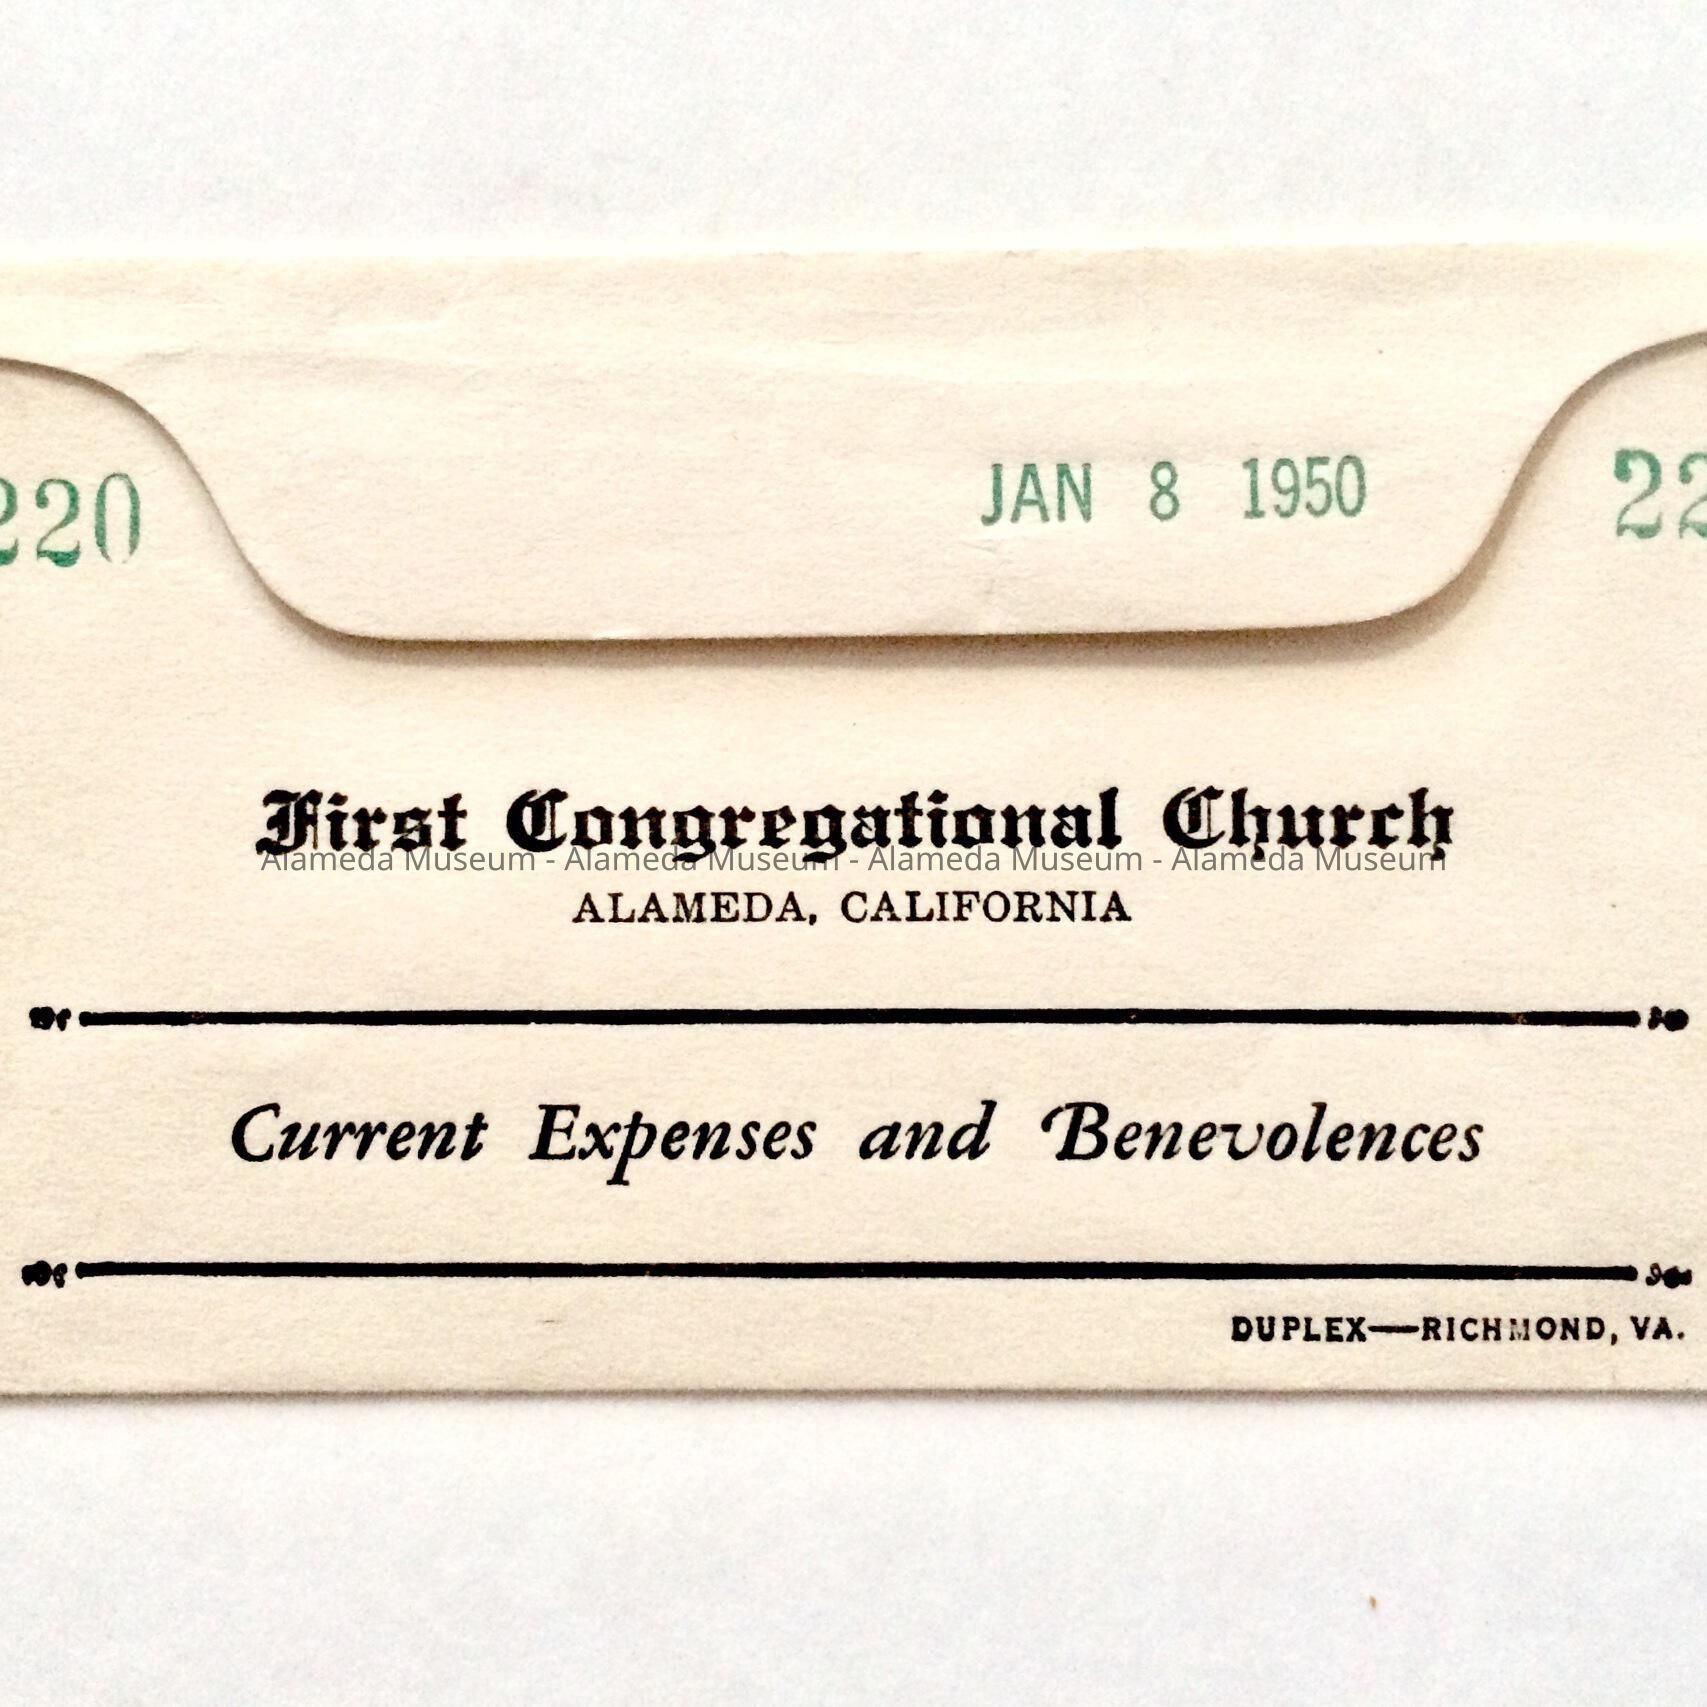 220 JAN 8 1950 22
First Congregational Church
Alameda Museum - Alameda Museum - Alameda Museum - Alameda Museum
ALAMEDA, CALIFORNIA
Current Expenses and Benevolences
DUPLEX—RICHMOND, VA.